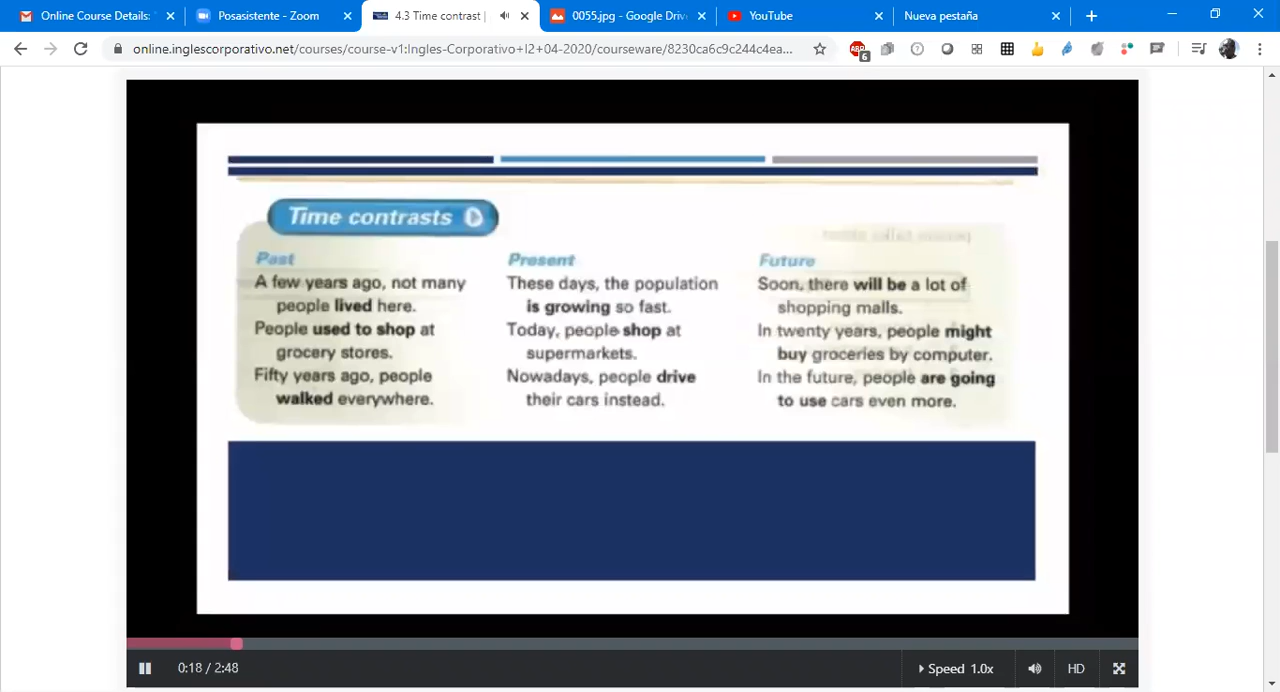 Online Course Details: "
Posasistente - Zoom
4.3 Time contrast |
0055.jpg - Google Drive
YouTube
Nueva pestaña
online.inglescorporativo.net/courses/course-v1:Ingles-Corporativo+I2+04-2020/courseware/8230ca6c9c244c4ea...
ABP
6
Time contrasts
Past
A few years ago, not many
people lived here.
People used to shop at
grocery stores.
Fifty years ago, people
walked everywhere.
Present
These days, the population
is growing so fast.
Today, people shop at
supermarkets.
Nowadays, people drive
their cars instead.
Future
Soon, there will be a lot of
shopping malls.
In twenty years, people might
buy groceries by computer.
In the future, people are going
to use cars even more.
0:18 / 2:48
Speed 1.0x
HD